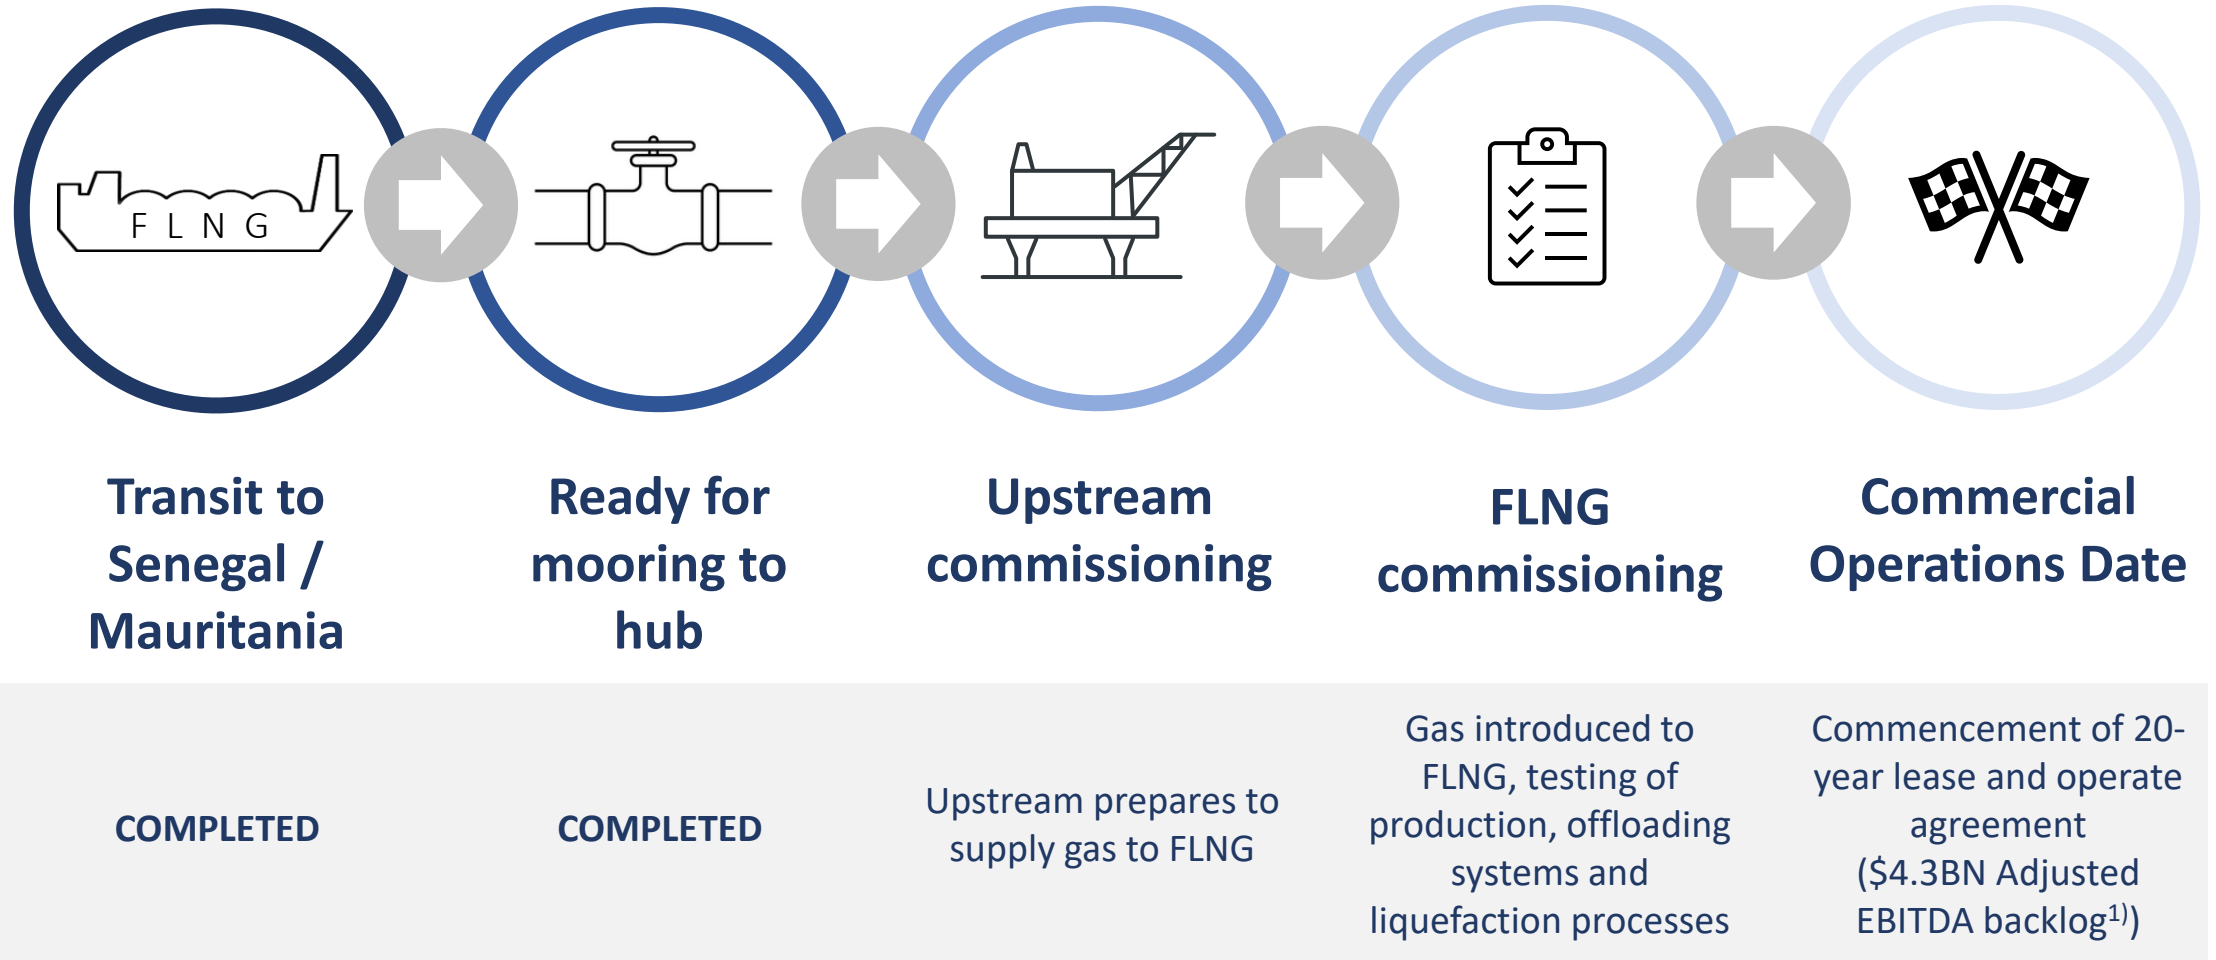 F L N G
Transit to
Senegal /
Mauritania
Ready for
mooring to
hub
Upstream
commissioning
FLNG
commissioning
Commercial
Operations Date
COMPLETED
COMPLETED
Upstream prepares to
supply gas to FLNG
Gas introduced to
FLNG, testing of
production, offloading
systems and
liquefaction processes
Commencement of 20-
year lease and operate
agreement
($4.3BN Adjusted
EBITDA backlog1))